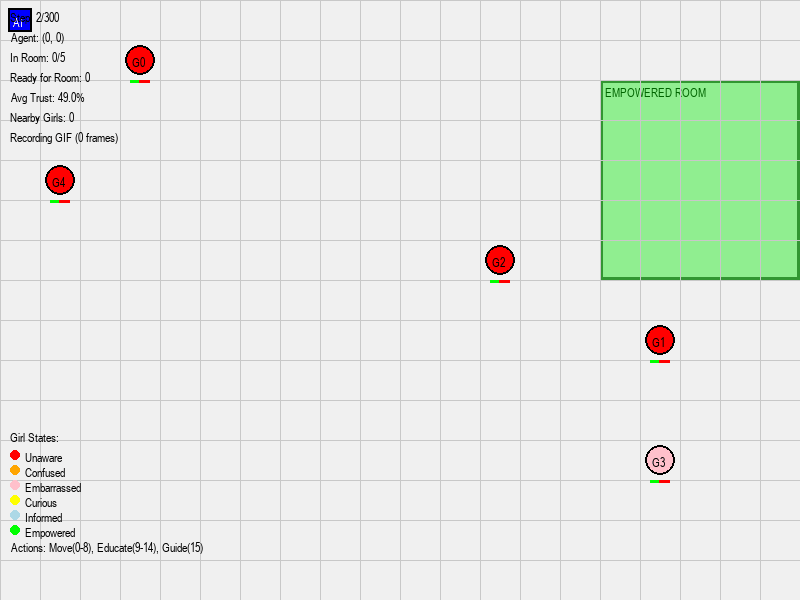 AI 2/300
Agent: (0, 0)
In Room: 0/5
Ready for Room: 0
Avg Trust: 49.0%
Nearby Girls: 0
Recording GIF (0 frames)
G0
EMPOWERED ROOM
G4
G2
G1
G3
Girl States:
Unaware
Confused
Embarrassed
Curious
Informed
Empowered
Actions: Move(0-8), Educate(9-14), Guide(15)